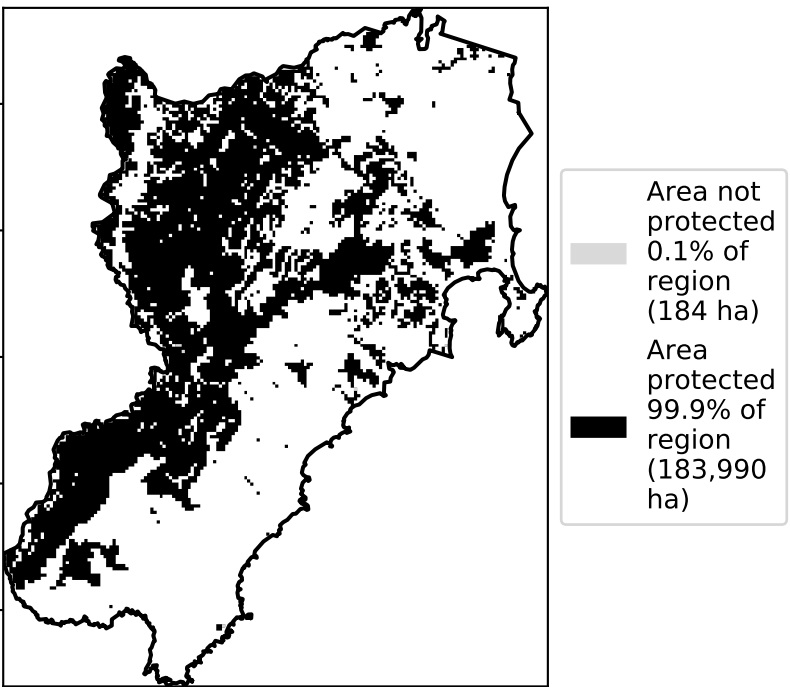 Area not
protected
0.1% of
region
(184 ha)
Area
protected
99.9% of
region
(183,990
ha)